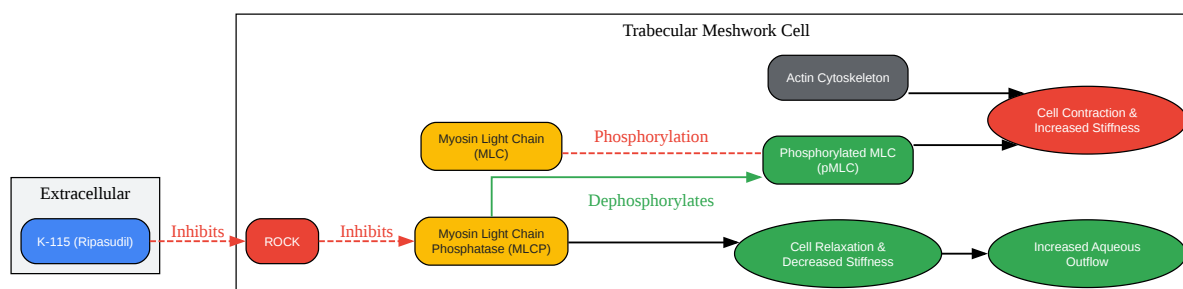 Trabecular Meshwork Cell
Actin Cytoskeleton
Cell Contraction &
Increased Stiffness
Myosin Light Chain
(MLC)
Phosphorylation
Phosphorylated MLC
(pMLC)
Extracellular
Dephosphorylates
K-115 (Ripasudil)
Inhibits
ROCK
Inhibits
Myosin Light Chain
Phosphatase (MLCP)
Cell Relaxation &
Decreased Stiffness
Increased Aqueous
Outflow